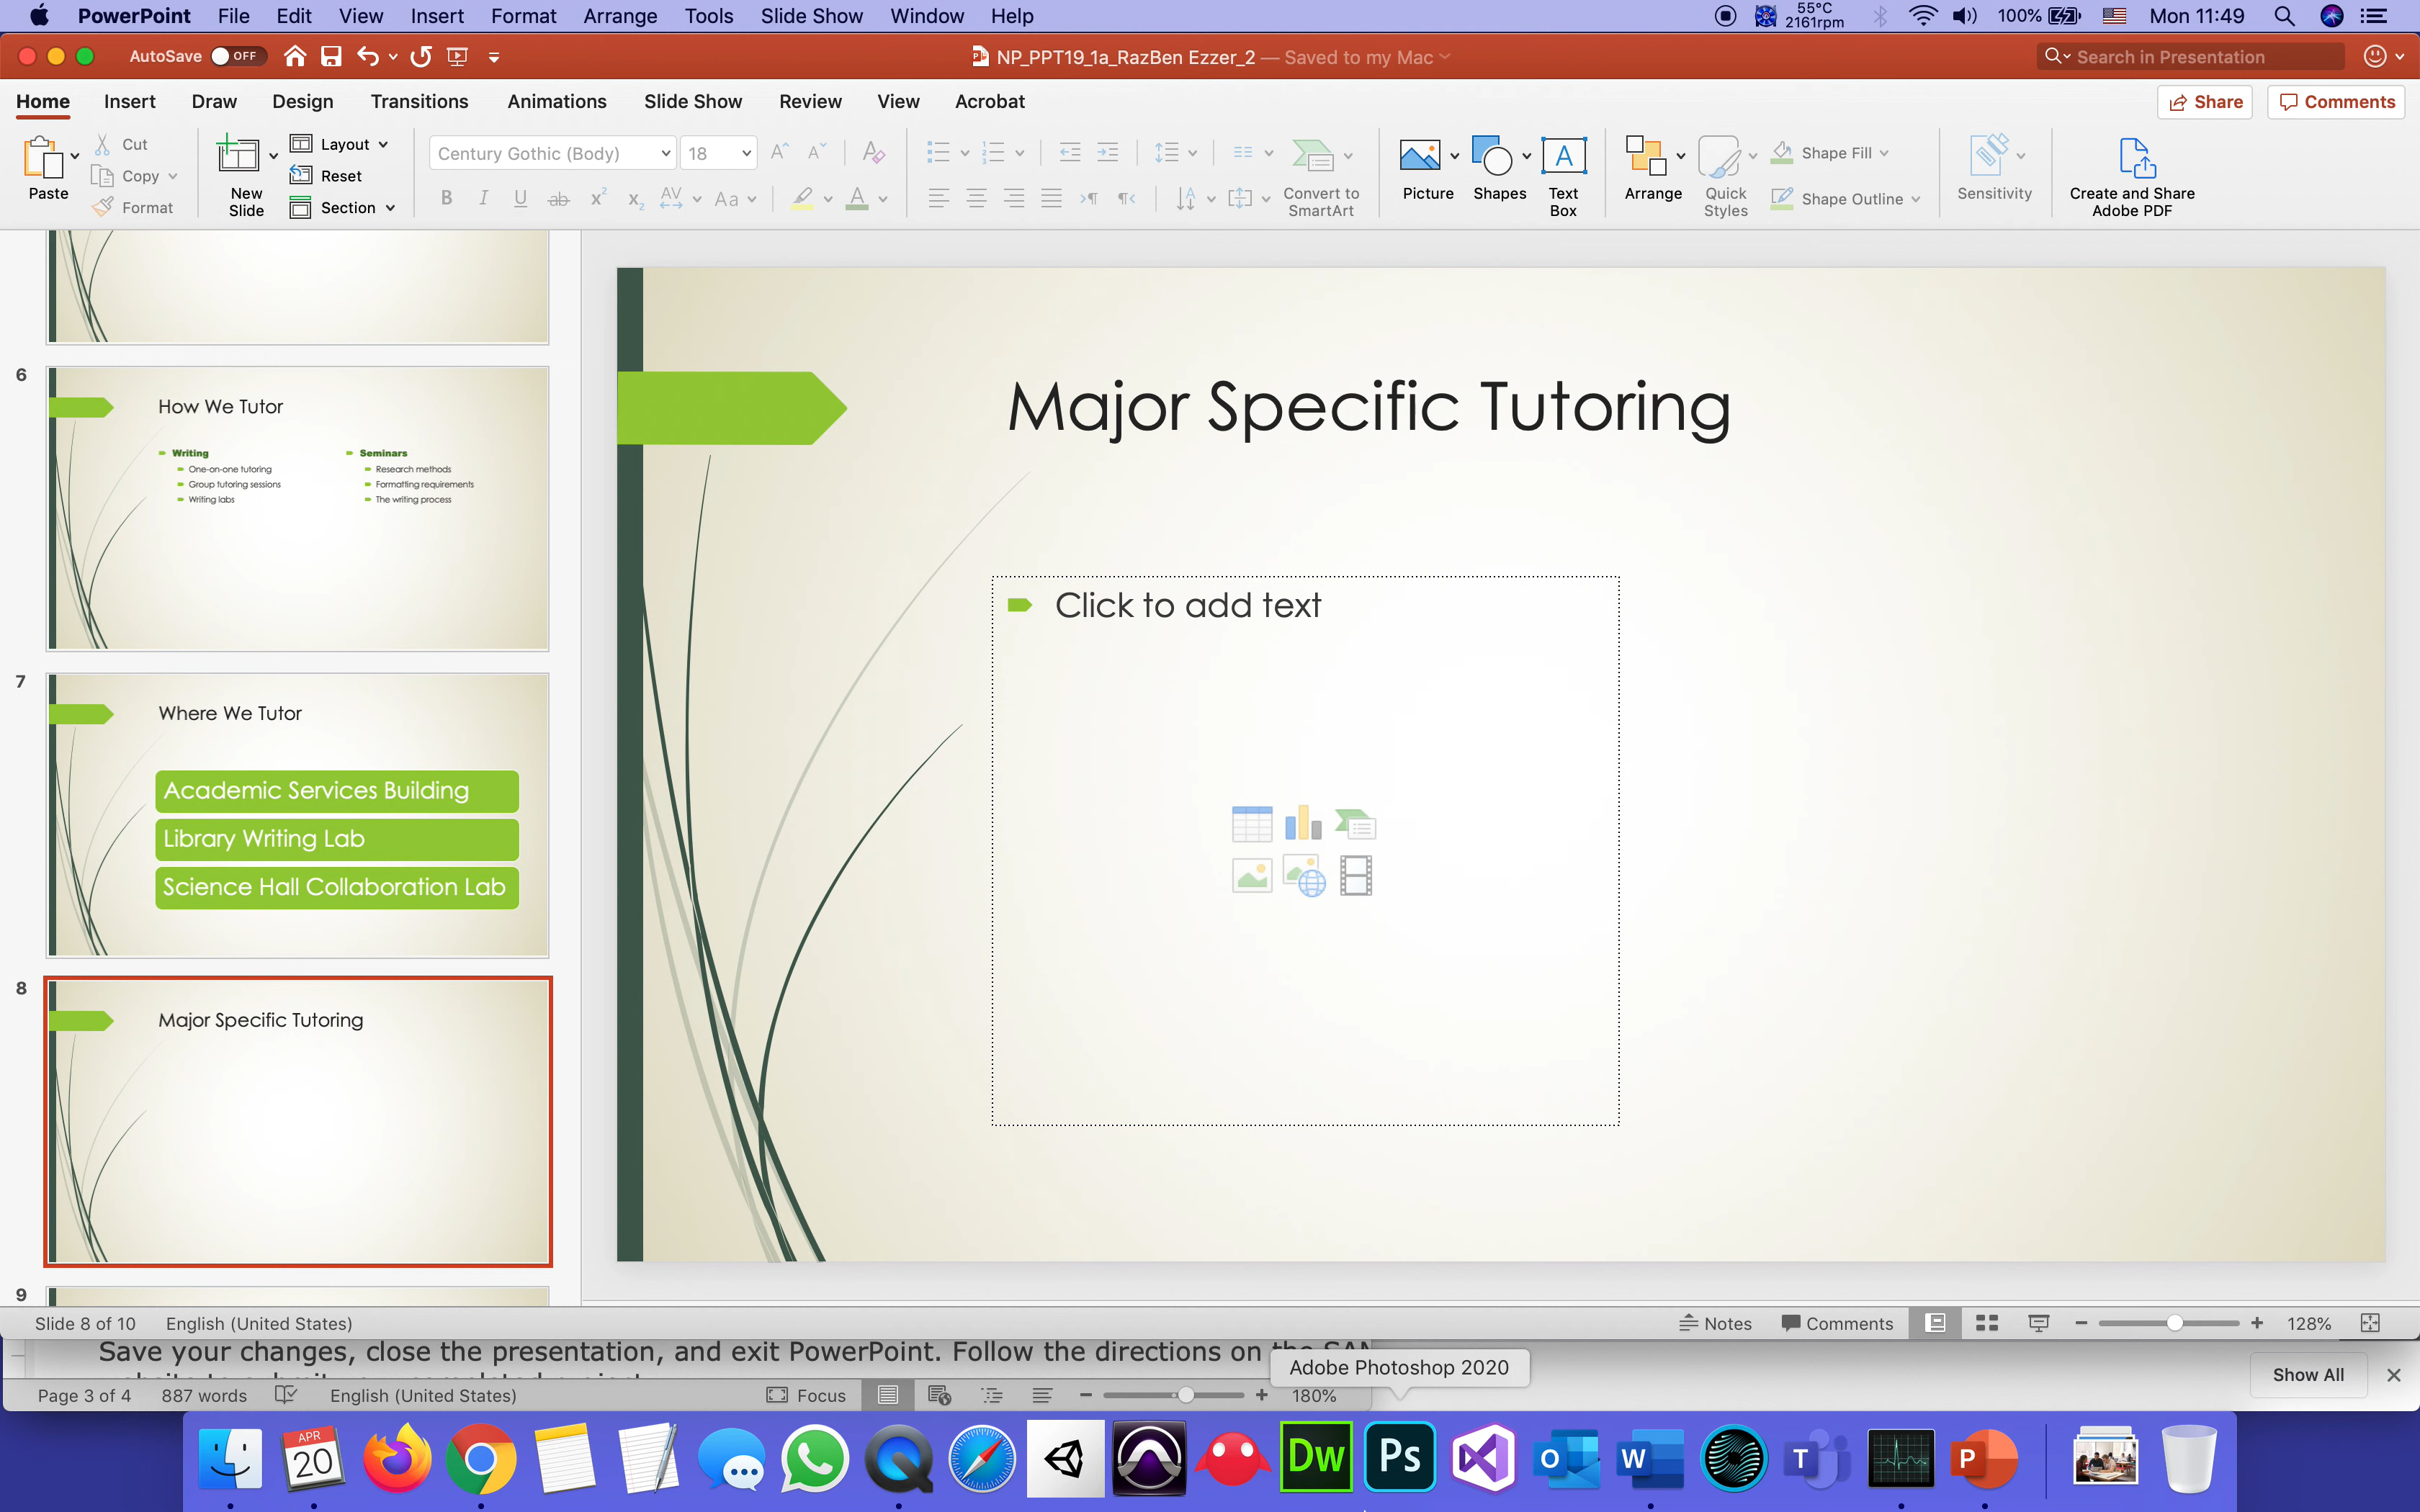 PowerPoint File Edit View Insert Format Arrange Tools Slide Show Window Help 55°C 2161rpm 100% Mon 11:49
AutoSave OFF NP_PPT19_1a_RazBen Ezzer_2 — Saved to my Mac Search in Presentation
Home Insert Draw Design Transitions Animations Slide Show Review View Acrobat Share Comments
Paste Cut Copy Format
New Slide Layout Reset Section
Century Gothic (Body) 18
Convert to SmartArt
Picture Shapes Text Box
Arrange Quick Styles Shape Fill Shape Outline
Sensitivity
Create and Share Adobe PDF
6
How We Tutor
Writing
One-on-one tutoring
Group tutoring sessions
Writing labs
Seminars
Research methods
Formatting requirements
The writing process
7
Where We Tutor
Academic Services Building
Library Writing Lab
Science Hall Collaboration Lab
8
Major Specific Tutoring
9
Major Specific Tutoring
Click to add text
Slide 8 of 10 English (United States) Notes Comments 128%
Save your changes, close the presentation, and exit PowerPoint. Follow the directions on
Adobe Photoshop 2020
Show All
Page 3 of 4 887 words English (United States) Focus 180%
APR
20
Dw
Ps
O
W
T
P